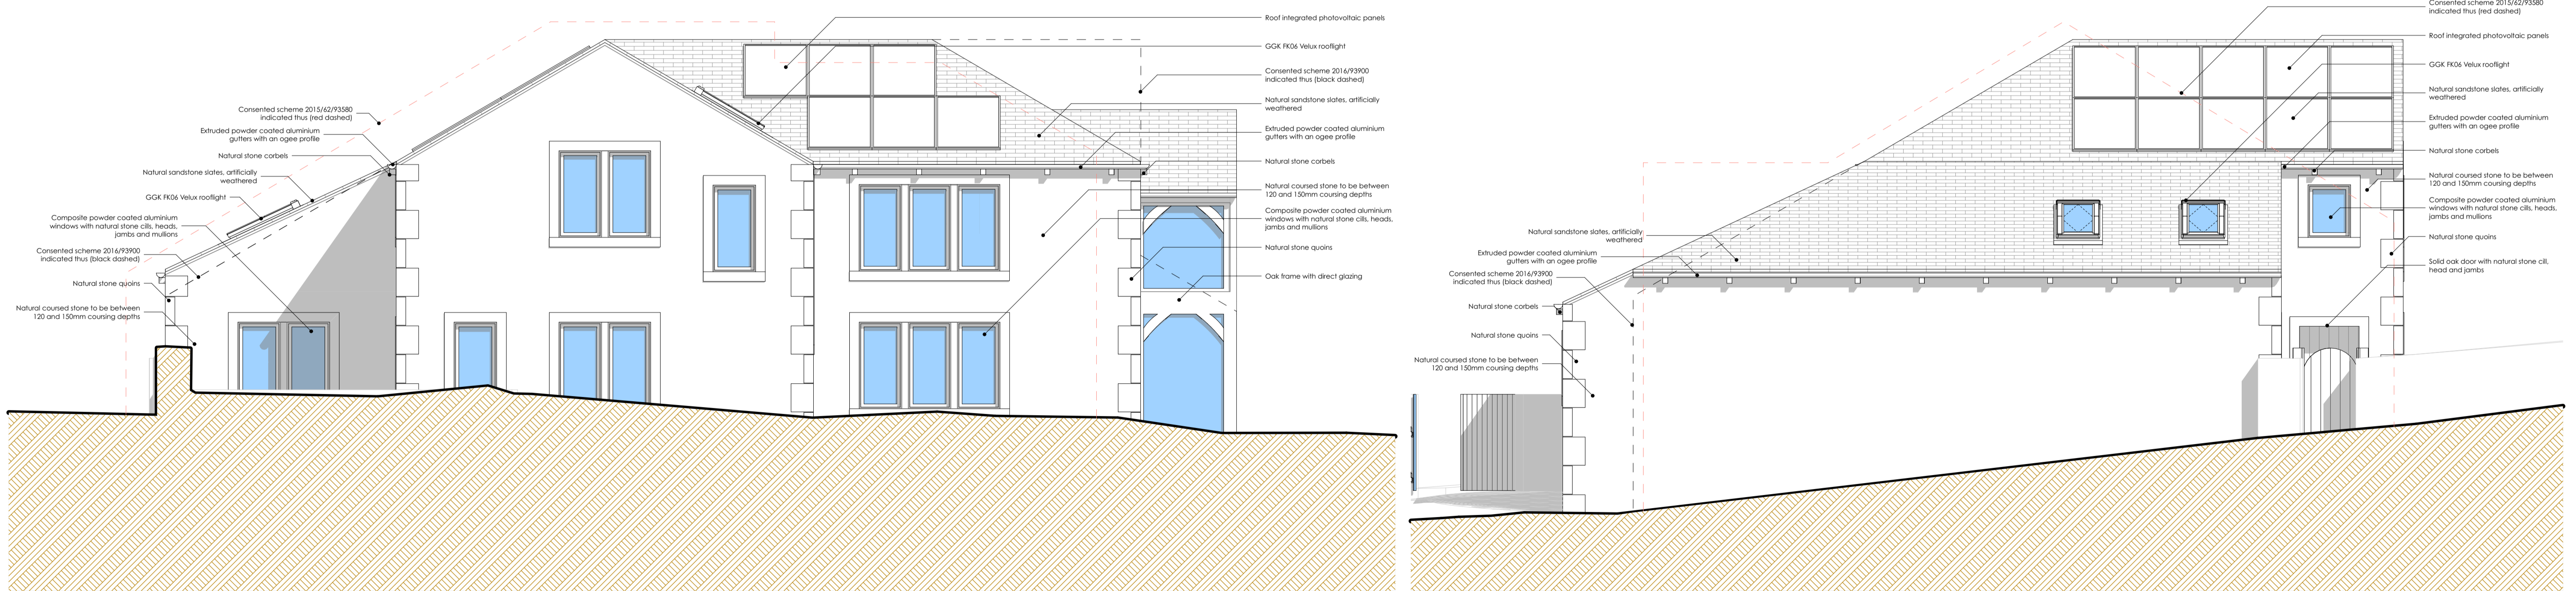 Consented scheme 2015/62/93580
indicated thus (red dashed)
Extruded powder coated aluminium
gutters with an ogee profile
Natural stone corbels
Natural sandstone slates, artificially
weathered
GGK FK06 Velux rooflight
Composite powder coated aluminium
windows with natural stone cills, heads,
jambs and mullions
Consented scheme 2016/93900
indicated thus (black dashed)
Natural stone quoins
Natural coursed stone to be between
120 and 150mm coursing depths
Roof integrated photovoltaic panels
GGK FK06 Velux rooflight
Consented scheme 2016/93900
indicated thus (black dashed)
Natural sandstone slates, artificially
weathered
Extruded powder coated aluminium
gutters with an ogee profile
Natural stone corbels
Natural coursed stone to be between
120 and 150mm coursing depths
Composite powder coated aluminium
windows with natural stone cills, heads,
jambs and mullions
Natural stone quoins
Oak frame with direct glazing
Natural sandstone slates, artificially
weathered
Extruded powder coated aluminium
gutters with an ogee profile
Consented scheme 2016/93900
indicated thus (black dashed)
Natural stone corbels
Natural stone quoins
Natural coursed stone to be between
120 and 150mm coursing depths
Consented scheme 2015/62/93580
indicated thus (red dashed)
Roof integrated photovoltaic panels
GGK FK06 Velux rooflight
Natural sandstone slates, artificially
weathered
Extruded powder coated aluminium
gutters with an ogee profile
Natural stone corbels
Natural coursed stone to be between
120 and 150mm coursing depths
Composite powder coated aluminium
windows with natural stone cills, heads,
jambs and mullions
Natural stone quoins
Solid oak door with natural stone cill,
head and jambs